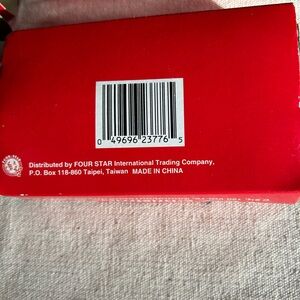 0 49696 23776 5
Distributed by FOUR STAR International Trading Company,
P.O. Box 118-860 Taipei, Taiwan MADE IN CHINA